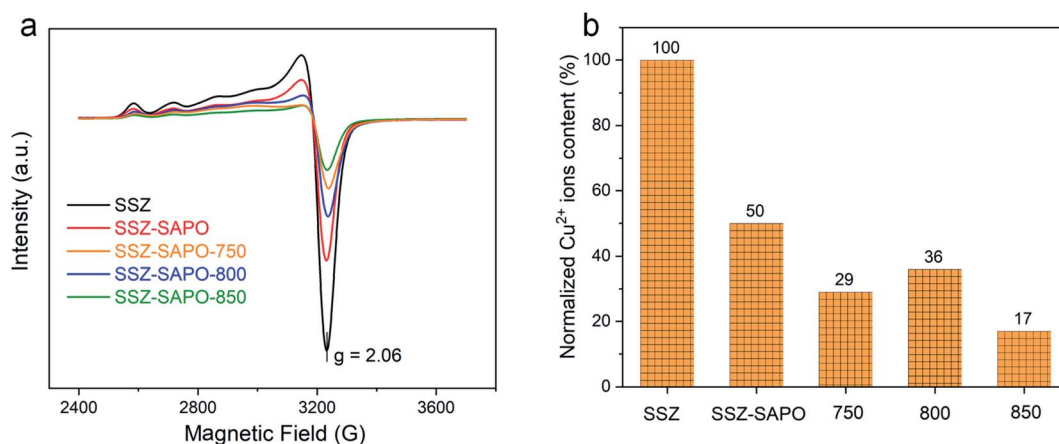 a
Intensity (a.u.)
SSZ
SSZ-SAPO
SSZ-SAPO-750
SSZ-SAPO-800
SSZ-SAPO-850
g = 2.06
2400 2800 3200 3600
Magnetic Field (G)
b
Normalized Cu²⁺ ions content (%)
100
80
60
40
20
0
100
50
29
36
17
SSZ SSZ-SAPO 750 800 850